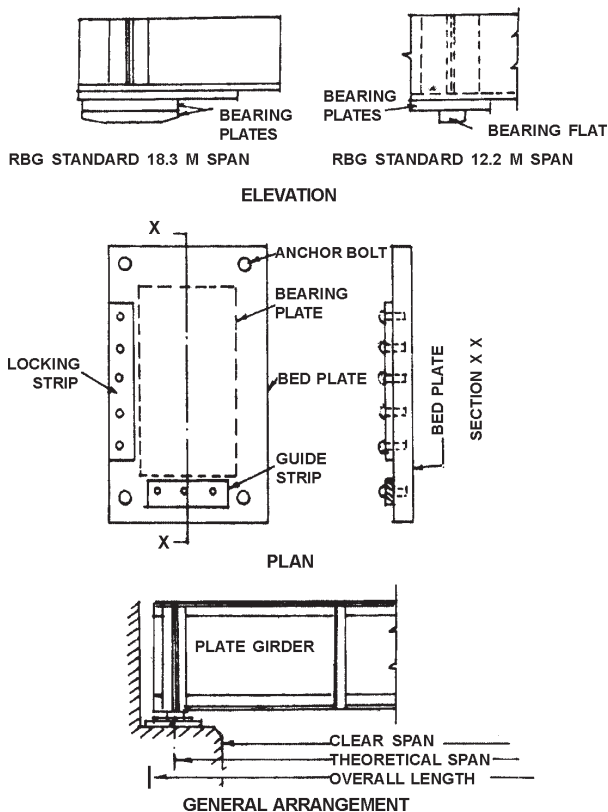 BEARING
PLATES
RBG STANDARD 18.3 M SPAN
BEARING
PLATES
BEARING FLAT
RBG STANDARD 12.2 M SPAN
ELEVATION
X
ANCHOR BOLT
BEARING
PLATE
LOCKING
STRIP
BED PLATE
GUIDE
STRIP
X
BED PLATE
SECTION X X
PLAN
PLATE GIRDER
CLEAR SPAN
THEORETICAL SPAN
OVERALL LENGTH
GENERAL ARRANGEMENT